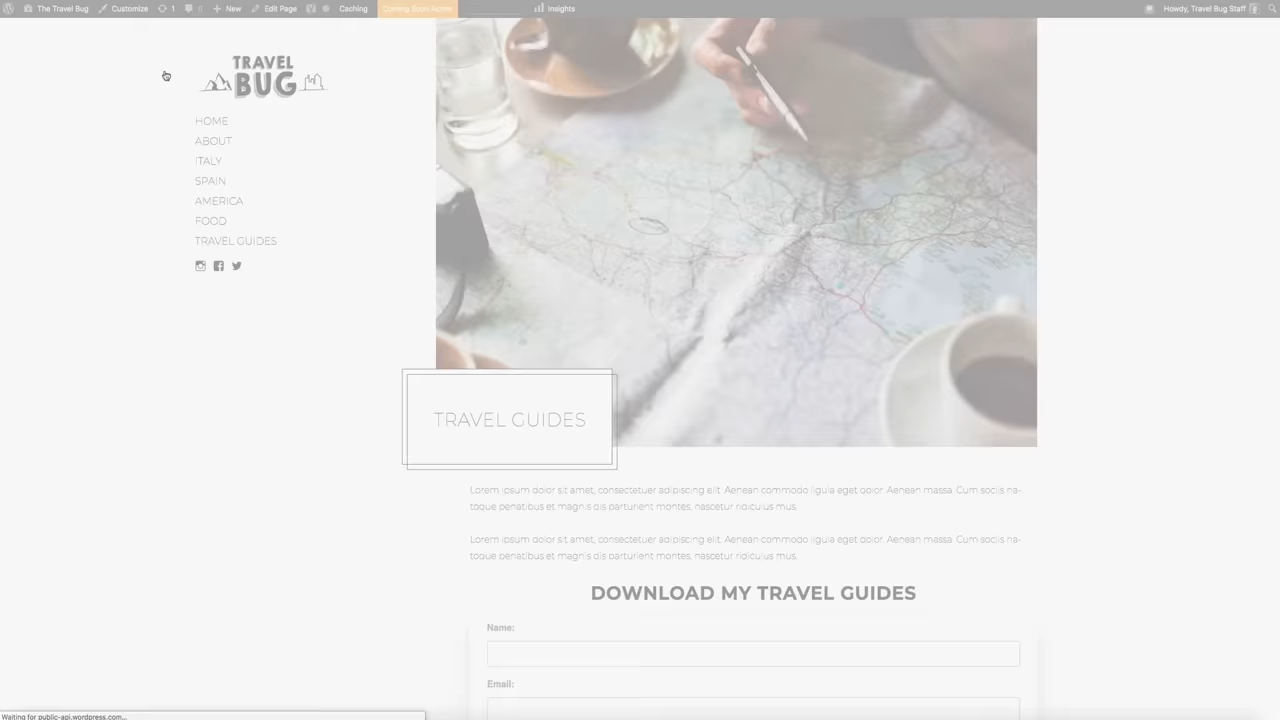 The Travel Bug Customize 1 0 New Edit Page Caching Coming Soon Active Insights Howdy, Travel Bug Staff
TRAVEL
BUG
HOME
ABOUT
ITALY
SPAIN
AMERICA
FOOD
TRAVEL GUIDES
TRAVEL GUIDES
Lorem ipsum dolor sit amet, consectetuer adipiscing elit. Aenean commodo ligula eget dolor. Aenean massa. Cum sociis na-
toque penatibus et magnis dis parturient montes, nascetur ridiculus mus.
Lorem ipsum dolor sit amet, consectetuer adipiscing elit. Aenean commodo ligula eget dolor. Aenean massa. Cum sociis na-
toque penatibus et magnis dis parturient montes, nascetur ridiculus mus.
DOWNLOAD MY TRAVEL GUIDES
Name:
Email:
Waiting for public-api.wordpress.com...